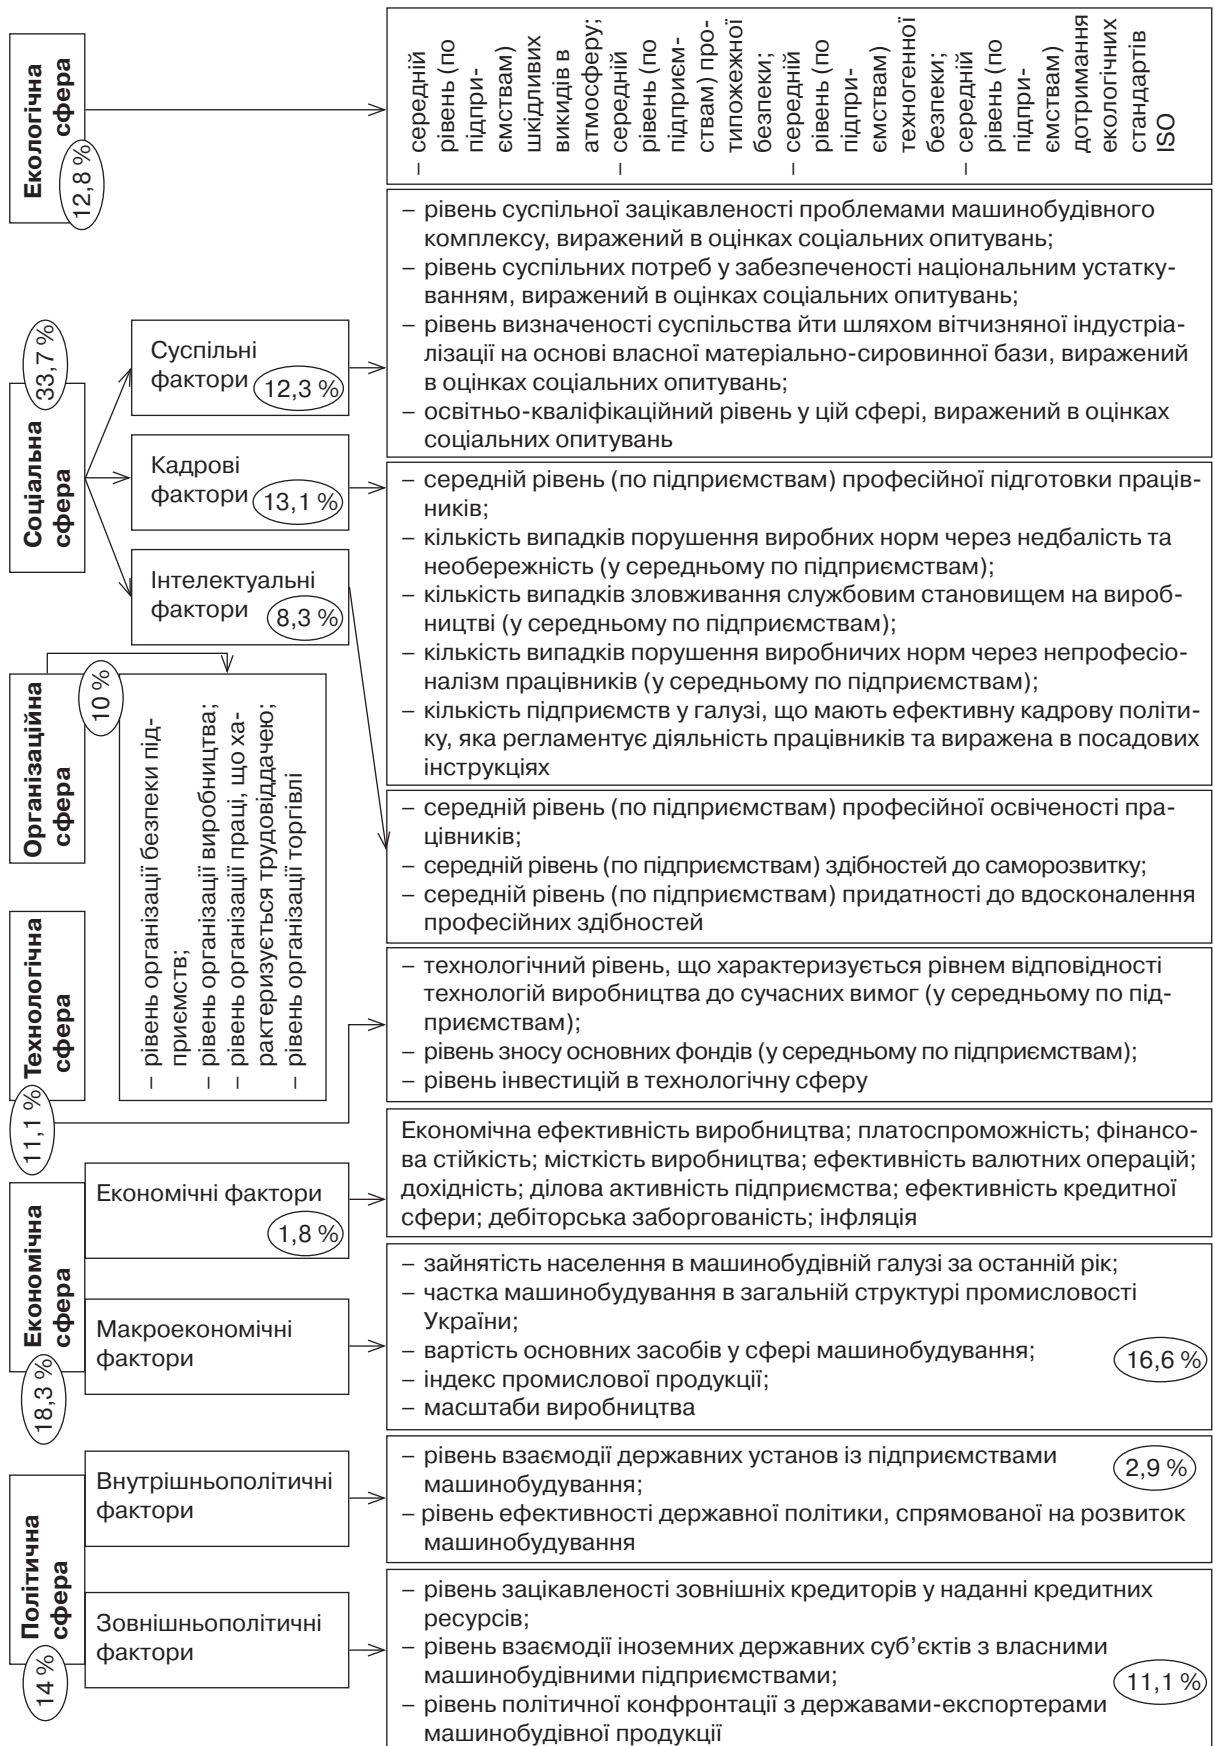 Екологічна
сфера
12,8 %
– середній
рівень (по
підпри-
ємствам)
шкідливих
викидів в
атмосферу;
– середній
рівень (по
підприєм-
ствам) про-
типожежної
безпеки;
– середній
рівень (по
підпри-
ємствам)
техногенної
безпеки;
– середній
рівень (по
підпри-
ємствам)
дотримання
екологічних
стандартів
ISO
Соціальна
сфера
33,7 %
Суспільні
фактори
12,3 %
– рівень суспільної зацікавленості проблемами машинобудівного
комплексу, виражений в оцінках соціальних опитувань;
– рівень суспільних потреб у забезпеченості національним устатку-
ванням, виражений в оцінках соціальних опитувань;
– рівень визначеності суспільства йти шляхом вітчизняної індустріа-
лізації на основі власної матеріально-сировинної бази, виражений
в оцінках соціальних опитувань;
– освітньо-кваліфікаційний рівень у цій сфері, виражений в оцінках
соціальних опитувань
Кадрові
фактори
13,1 %
– середній рівень (по підприємствам) професійної підготовки праців-
ників;
– кількість випадків порушення виробних норм через недбалість та
необережність (у середньому по підприємствам);
– кількість випадків зловживання службовим становищем на вироб-
ництві (у середньому по підприємствам);
– кількість випадків порушення виробничих норм через непрофесіо-
налізм працівників (у середньому по підприємствам);
– кількість підприємств у галузі, що мають ефективну кадрову політи-
ку, яка регламентує діяльність працівників та виражена в посадових
інструкціях
Інтелектуальні
фактори
8,3 %
– середній рівень (по підприємствам) професійної освіченості пра-
цівників;
– середній рівень (по підприємствам) здібностей до саморозвитку;
– середній рівень (по підприємствам) придатності до вдосконалення
професійних здібностей
Організаційна
сфера
10 %
– рівень організації безпеки під-
приємств;
– рівень організації виробництва;
– рівень організації праці, що ха-
рактеризується трудовіддачею;
– рівень організації торгівлі
Технологічна
сфера
11,1 %
– технологічний рівень, що характеризується рівнем відповідності
технологій виробництва до сучасних вимог (у середньому по під-
приємствам);
– рівень зносу основних фондів (у середньому по підприємствам);
– рівень інвестицій в технологічну сферу
Економічна
сфера
18,3 %
Економічні фактори
1,8 %
Економічна ефективність виробництва; платоспроможність; фінансо-
ва стійкість; місткість виробництва; ефективність валютних операцій;
дохідність; ділова активність підприємства; ефективність кредитної
сфери; дебіторська заборгованість; інфляція
Макроекономічні
фактори
– зайнятість населення в машинобудівній галузі за останній рік;
– частка машинобудування в загальній структурі промисловості
України;
– вартість основних засобів у сфері машинобудування;
– індекс промислової продукції;
– масштаби виробництва
16,6 %
Політична
сфера
14 %
Внутрішньополітичні
фактори
– рівень взаємодії державних установ із підприємствами
машинобудування;
– рівень ефективності державної політики, спрямованої на розвиток
машинобудування
2,9 %
Зовнішньополітичні
фактори
– рівень зацікавленості зовнішніх кредиторів у наданні кредитних
ресурсів;
– рівень взаємодії іноземних державних суб’єктів з власними
машинобудівними підприємствами;
– рівень політичної конфронтації з державами-експортерами
машинобудівної продукції
11,1 %